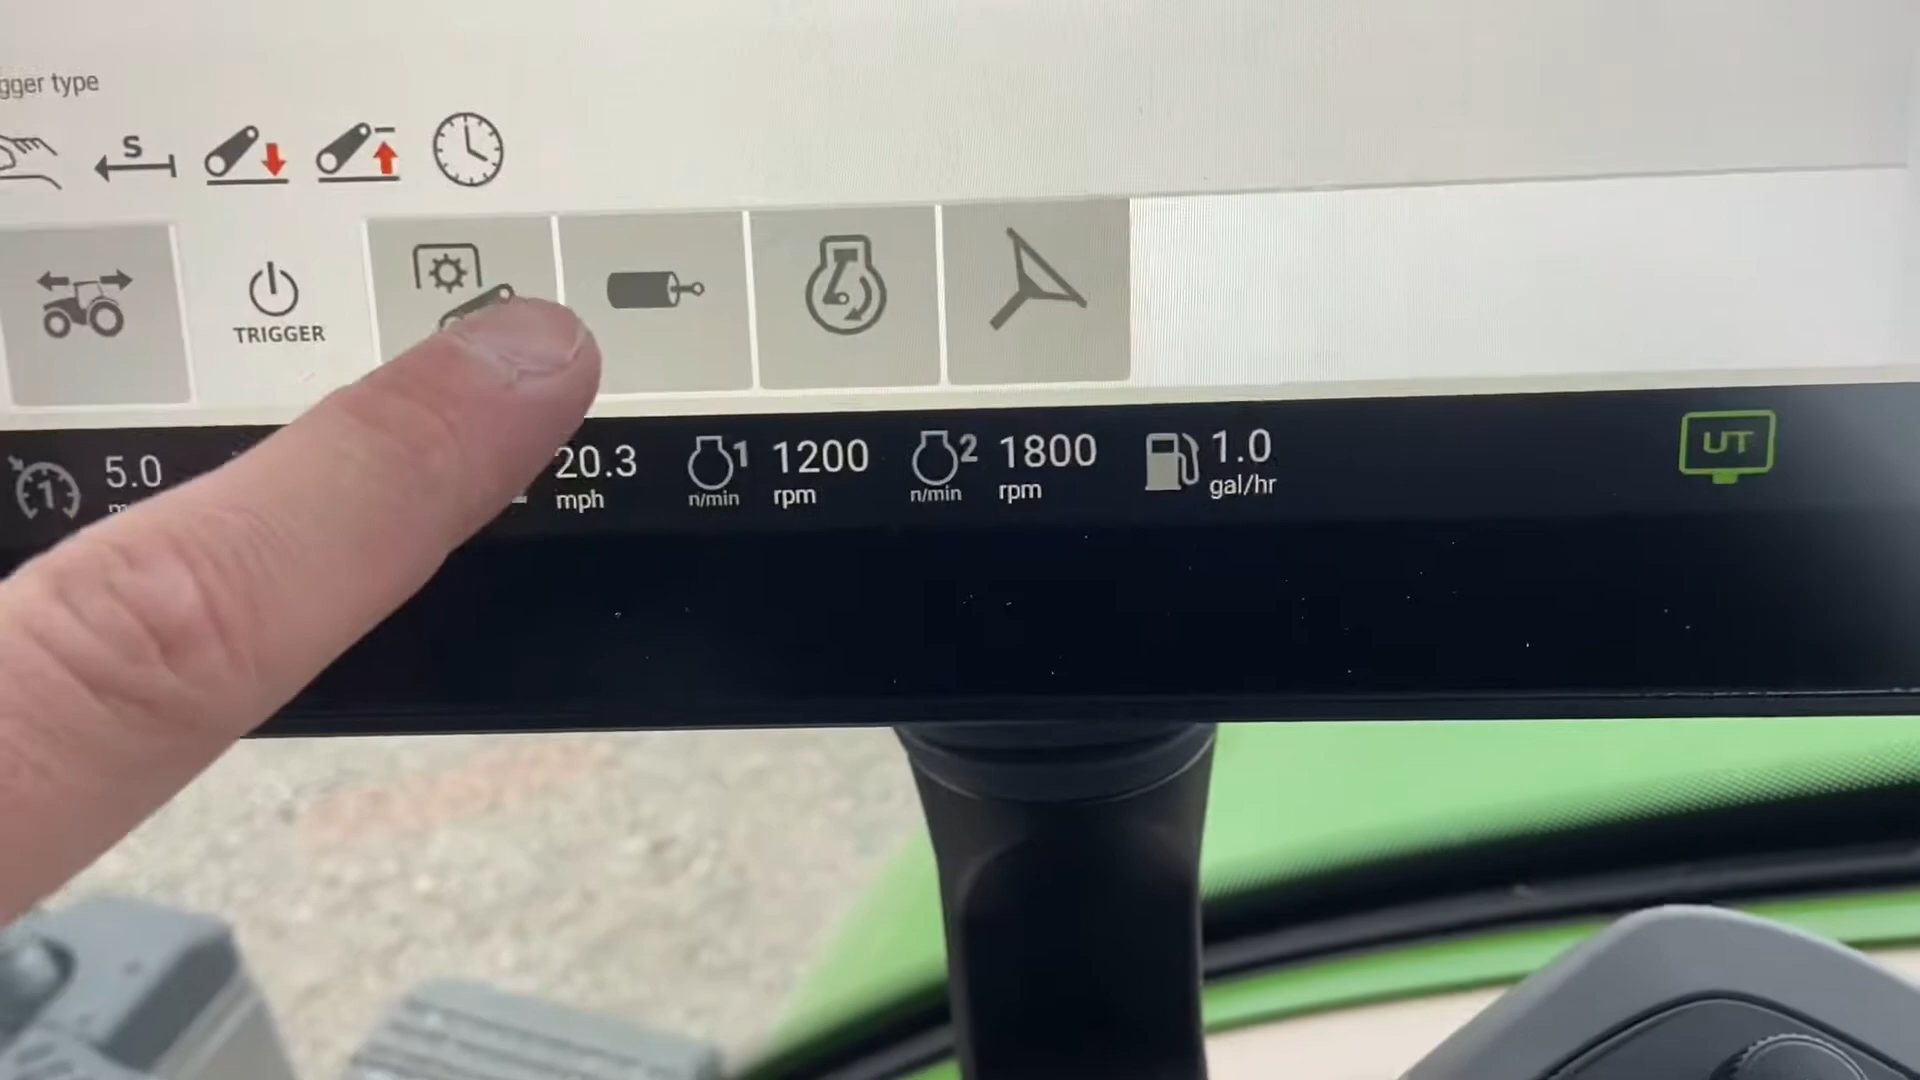 gger type
S
TRIGGER
1 5.0 20.3 1 1200 2 1800 1.0 UT
mph n/min rpm n/min rpm gal/hr